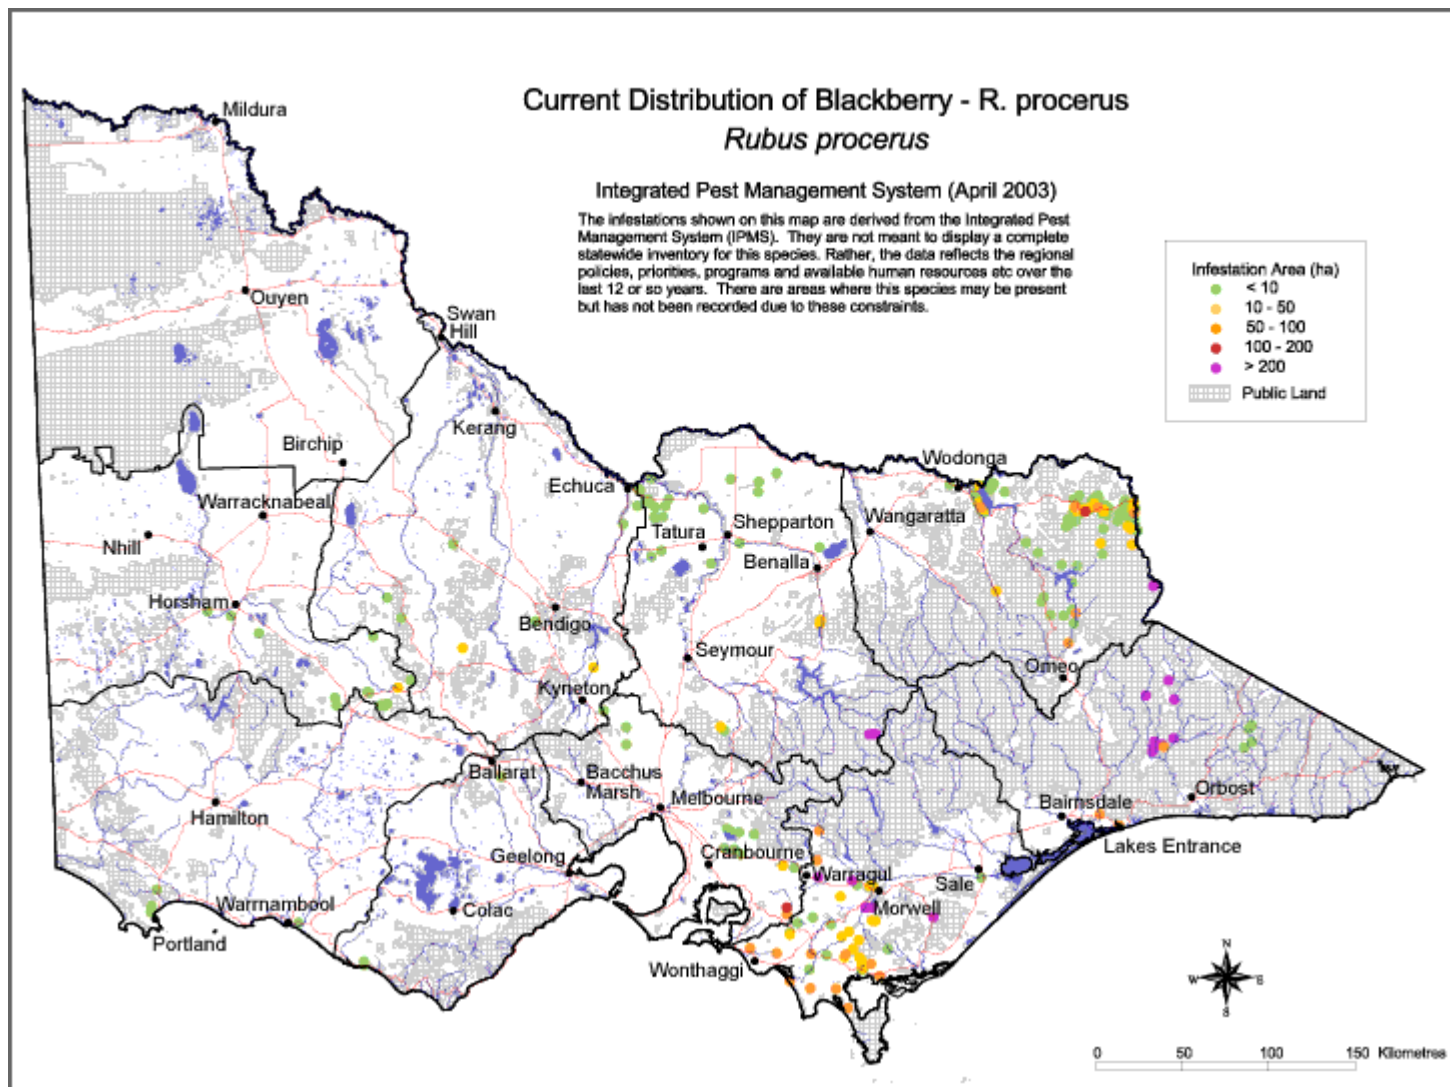 Current Distribution of Blackberry - R. procerus
Rubus procerus
Integrated Pest Management System (April 2003)
The infestations shown on this map are derived from the Integrated Pest
Management System (IPMS). They are not meant to display a complete
statewide inventory for this species. Rather, the data reflects the regional
policies, priorities, programs and available human resources etc over the
last 12 or so years. There are areas where this species may be present
but has not been recorded due to these constraints.
Infestation Area (ha)
< 10
10 - 50
50 - 100
100 - 200
> 200
Public Land
Mildura
Ouyen
Swan
Hill
Kerang
Birchip
Echuca
Wodonga
Warracknabeal
Nhill
Tatura
Shepparton
Wangaratta
Benalla
Horsham
Bendigo
Seymour
Omeo
Kyneton
Ballarat
Bacchus
Marsh
Melbourne
Hamilton
Bairnsdale
Orbost
Geelong
Cranbourne
Lakes Entrance
Warragul
Sale
Colac
Morwell
Warrnambool
Portland
Wonthaggi
N
W
E
S
0 50 100 150 Kilometres